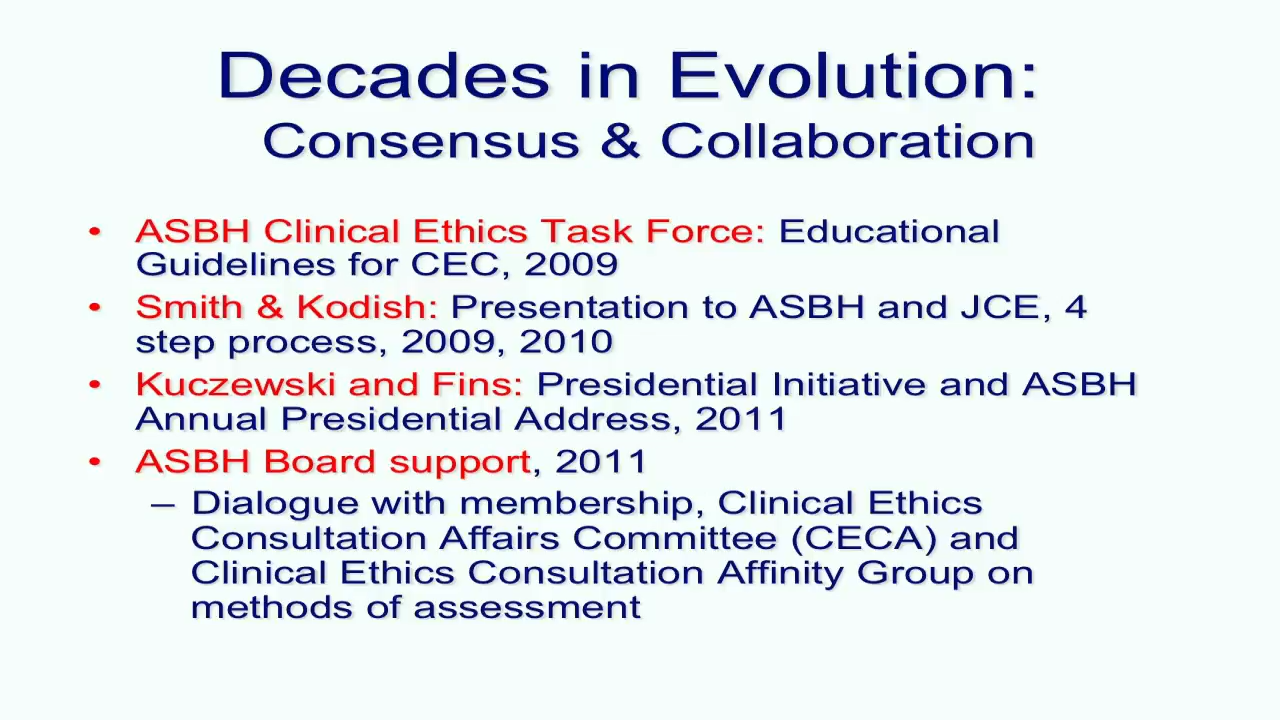 Decades in Evolution:
Consensus & Collaboration
• ASBH Clinical Ethics Task Force: Educational
Guidelines for CEC, 2009
• Smith & Kodish: Presentation to ASBH and JCE, 4
step process, 2009, 2010
• Kuczewski and Fins: Presidential Initiative and ASBH
Annual Presidential Address, 2011
• ASBH Board support, 2011
– Dialogue with membership, Clinical Ethics
Consultation Affairs Committee (CECA) and
Clinical Ethics Consultation Affinity Group on
methods of assessment